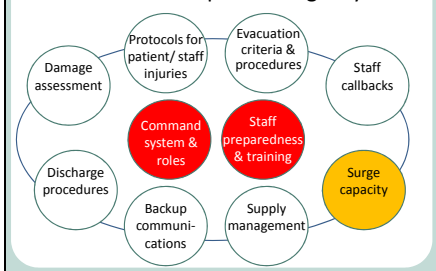 Protocols for
patient/ staff
injuries
Evacuation
criteria &
procedures
Damage
assessment
Staff
callbacks
Command
system &
roles
Staff
preparedness
& training
Discharge
procedures
Surge
capacity
Backup
communi-
cations
Supply
management